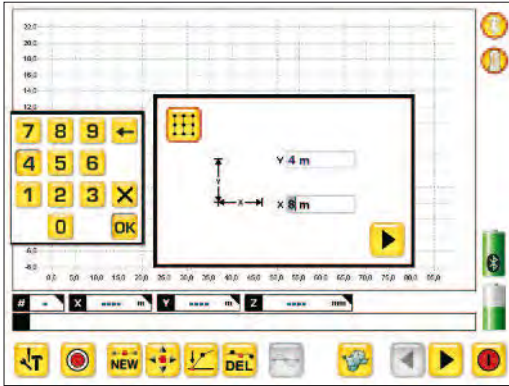 22,0
20,0
18,0
16,0
14,0
12,0
7 8 9 ←
4 5 6
1 2 3 X
0 OK
Y 4 m
Y
X
X 8 m
-6,0
-8,0
0,0 5,0 10,0 15,0 20,0 25,0 30,0 35,0 40,0 45,0 50,0 55,0 60,0 65,0 70,0 75,0 80,0 85,0
# - X ---- m Y ---- m Z ---- mm
T NEW DEL